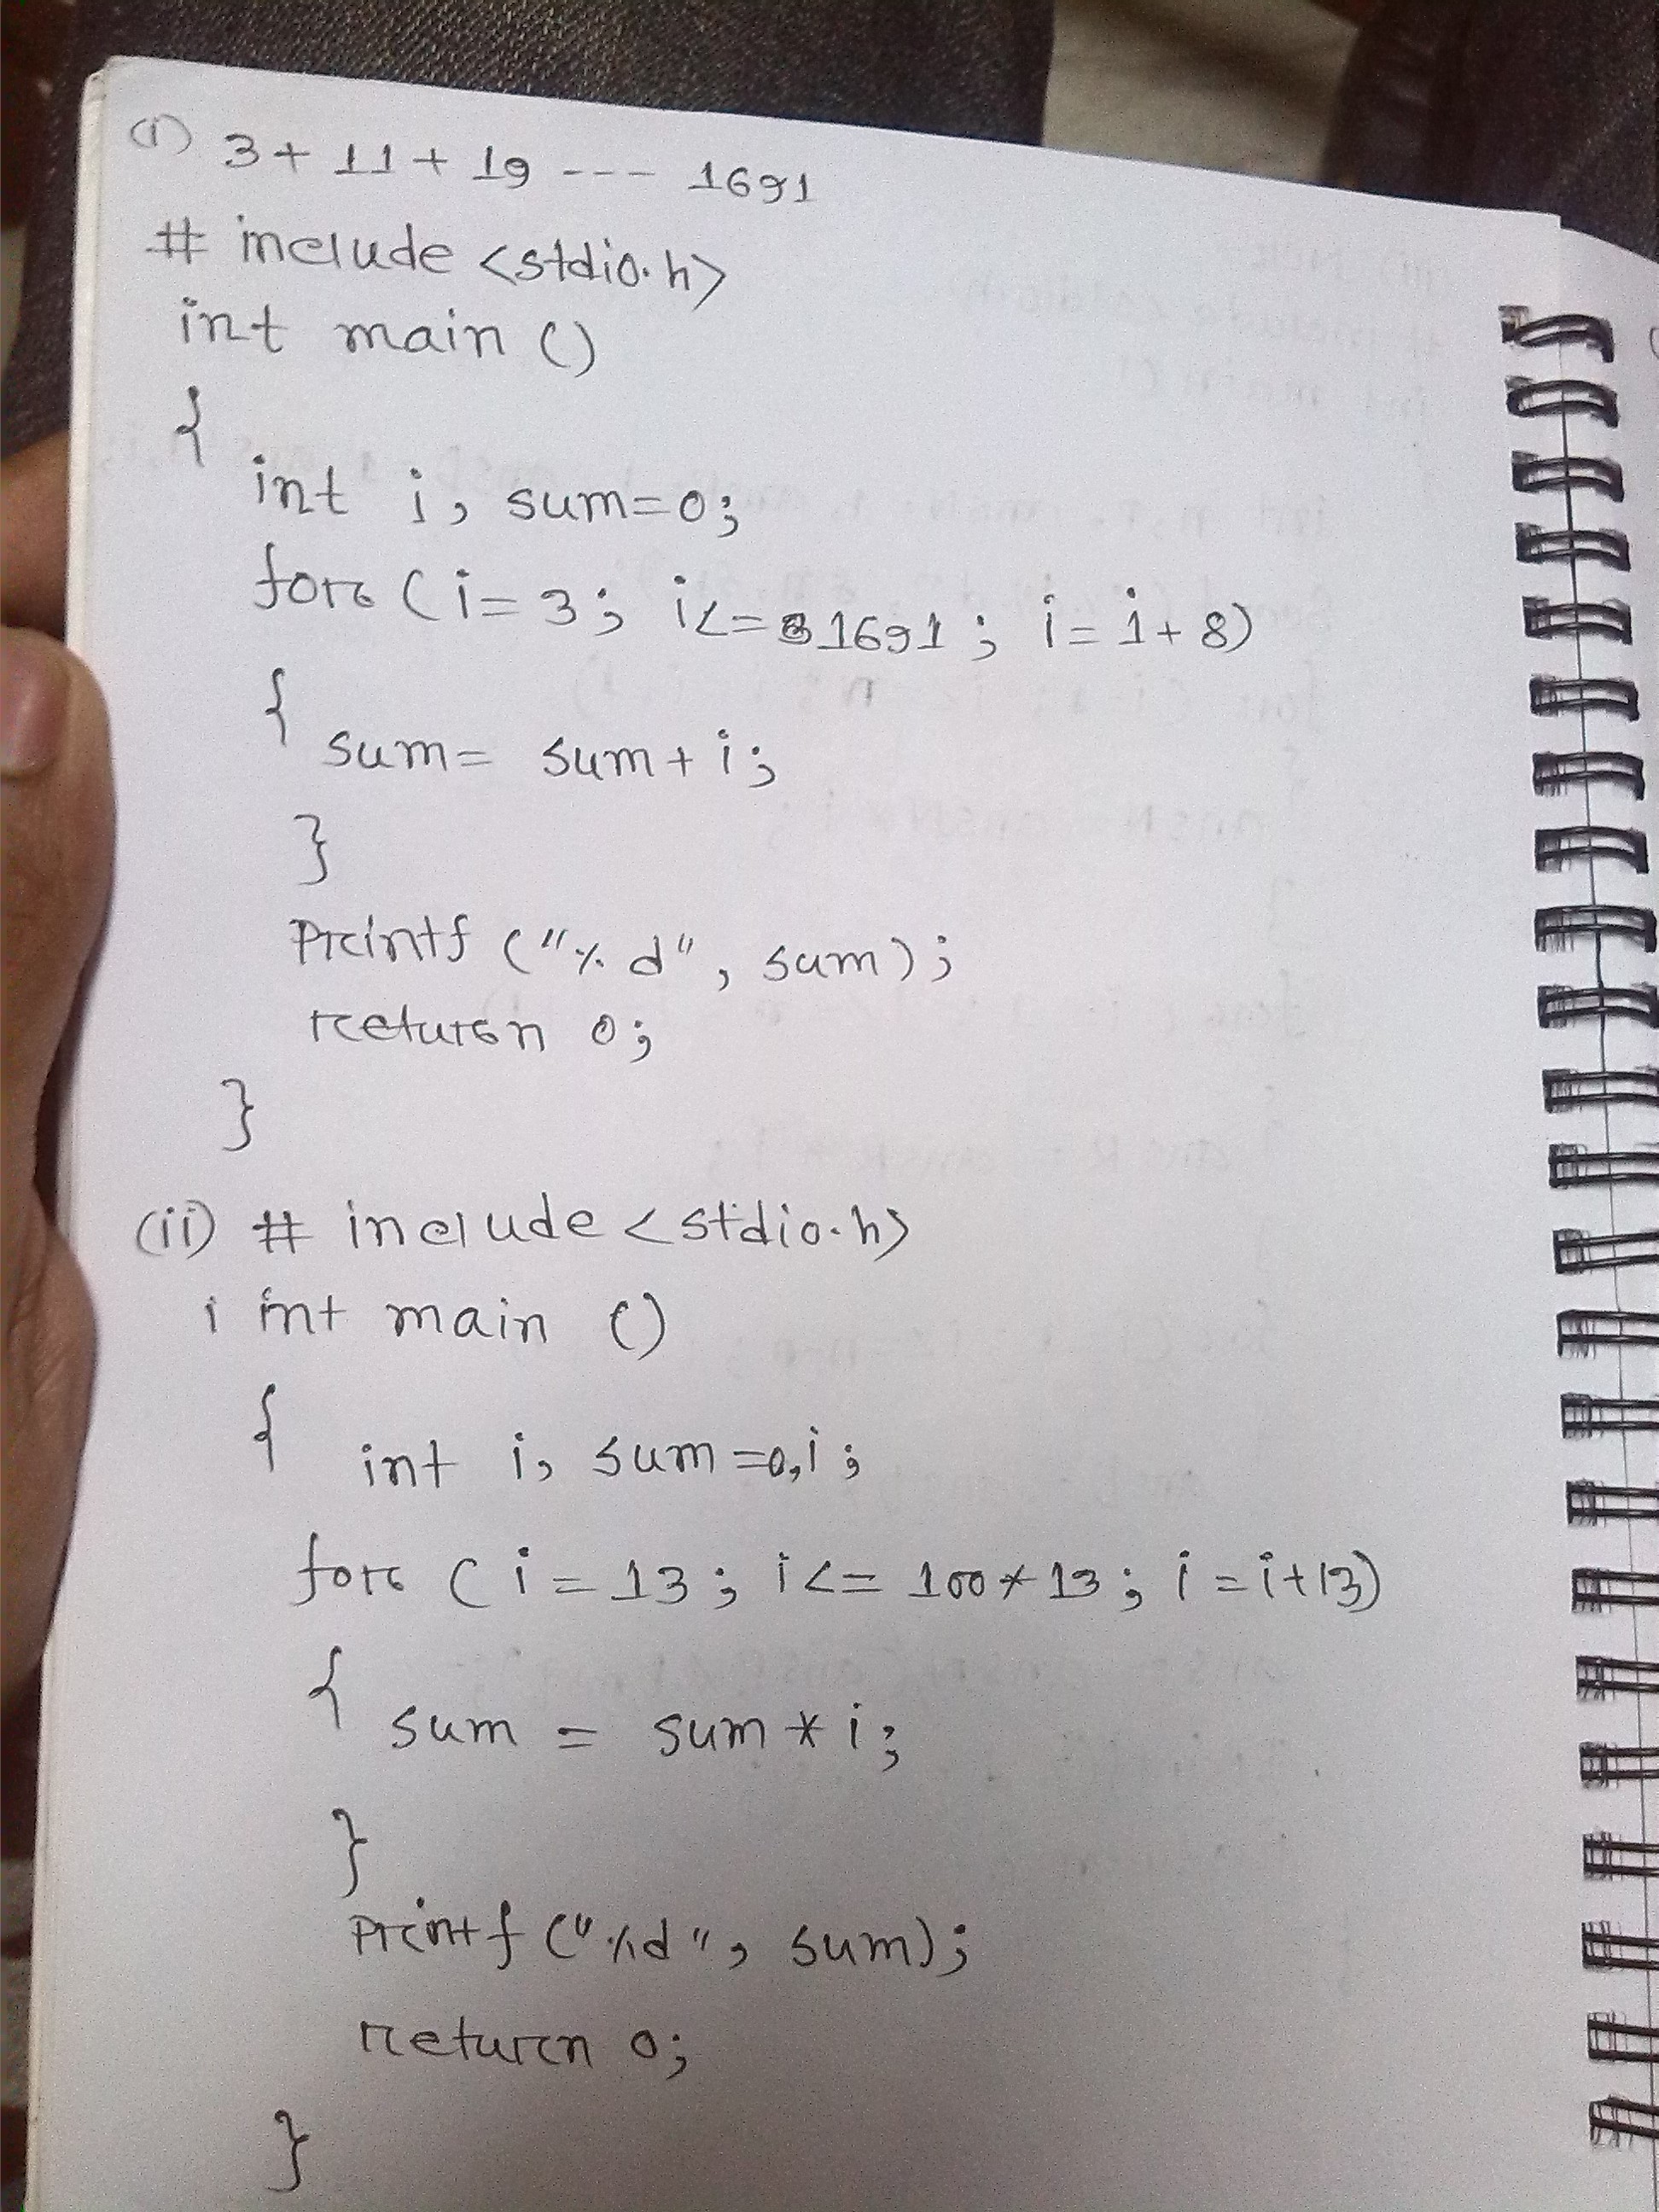 (i) 3 + 11 + 19 --- 1691
# include <stdio.h>
int main ()
{
int i, sum=0;
for (i=3; i<=1691; i=i+8)
{ sum= sum+i;
}
Printf ("%d", sum);
return 0;
}
(ii) # include <stdio.h>
i int main ()
{ int i, sum=0,i;
for (i=13; i<= 100*13; i=i+13)
{ sum = sum * i;
}
Printf ("%d", sum);
return 0;
}